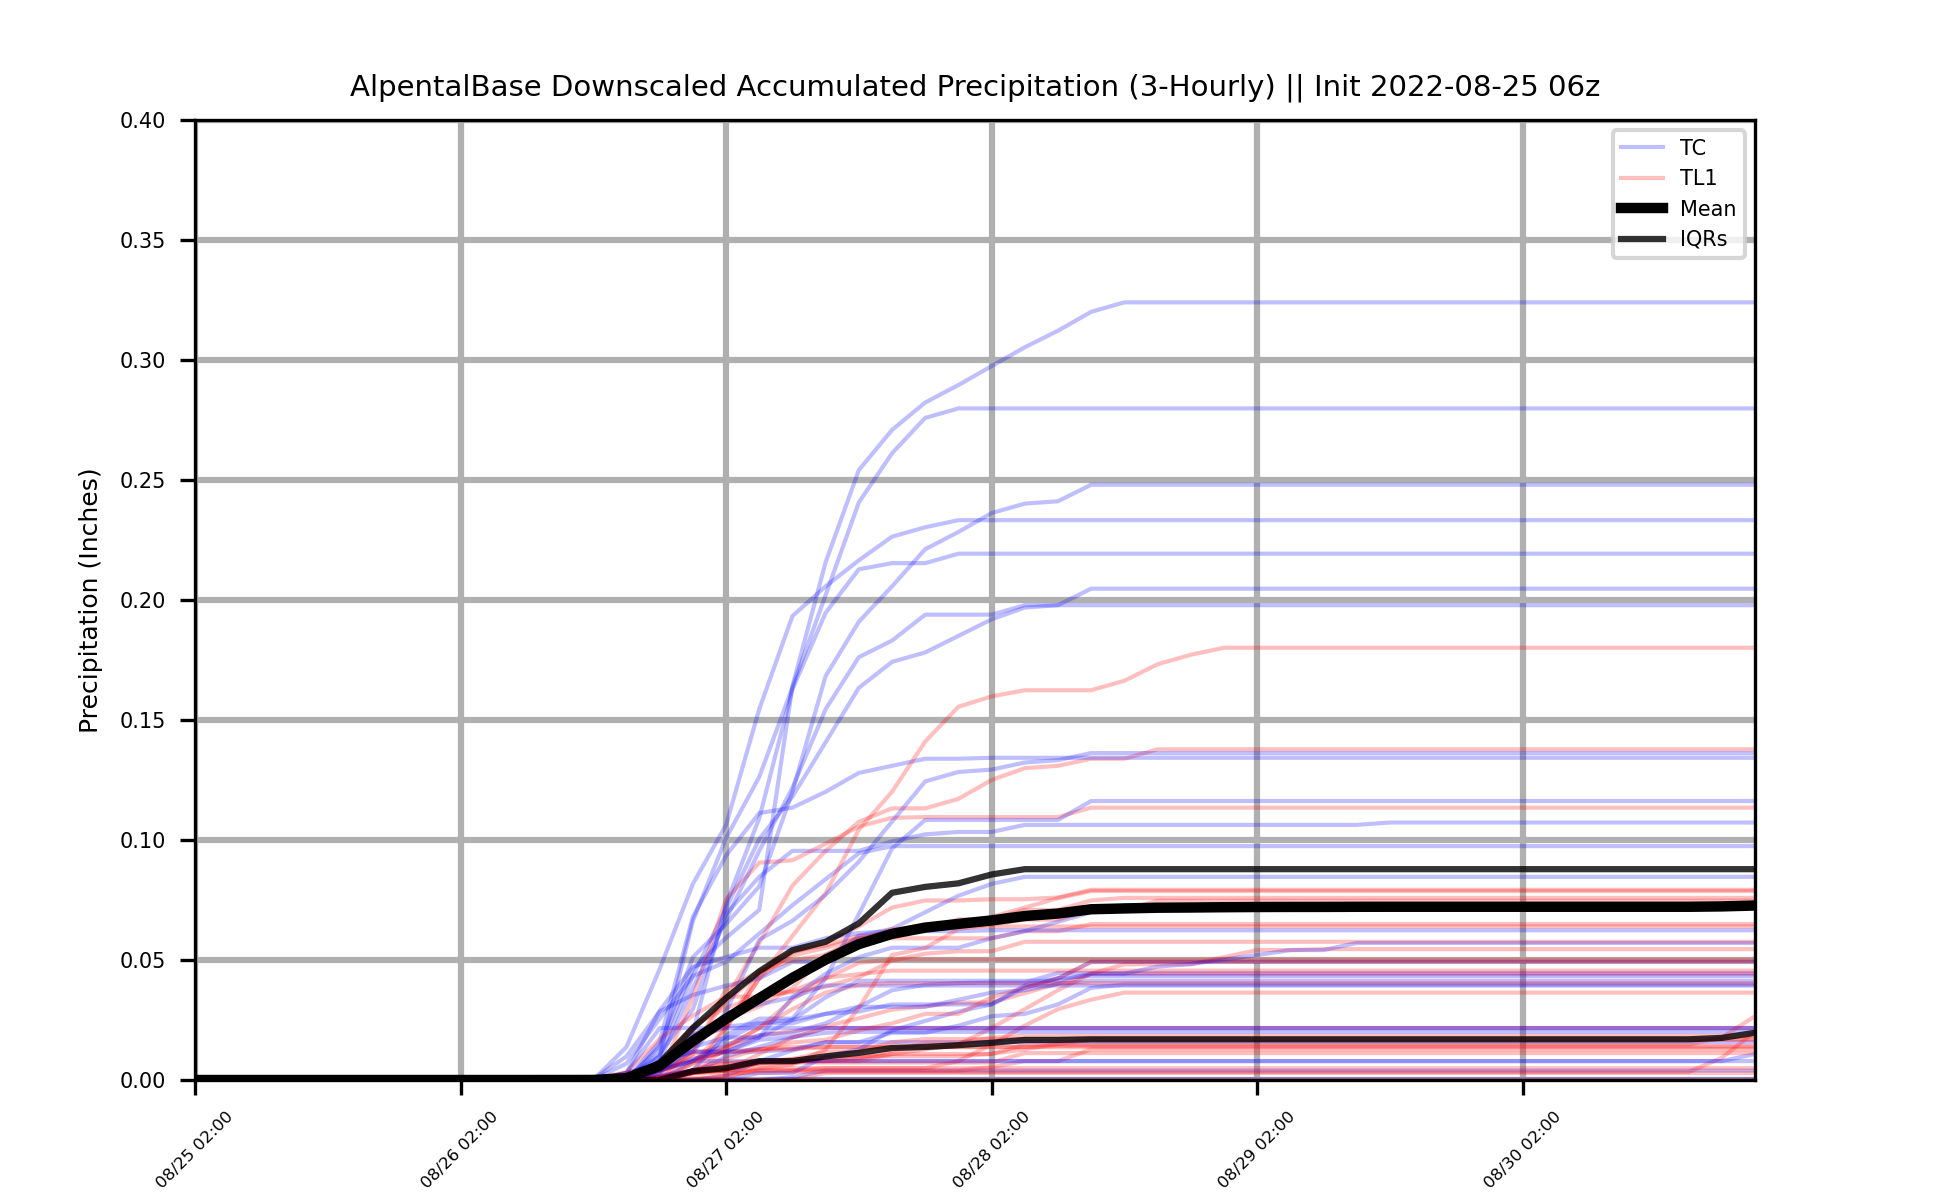 AlpentalBase Downscaled Accumulated Precipitation (3-Hourly) || Init 2022-08-25 06z
TC
TL1
Mean
IQRs
Precipitation (Inches)
0.40
0.35
0.30
0.25
0.20
0.15
0.10
0.05
0.00
08/25 02:00
08/26 02:00
08/27 02:00
08/28 02:00
08/29 02:00
08/30 02:00